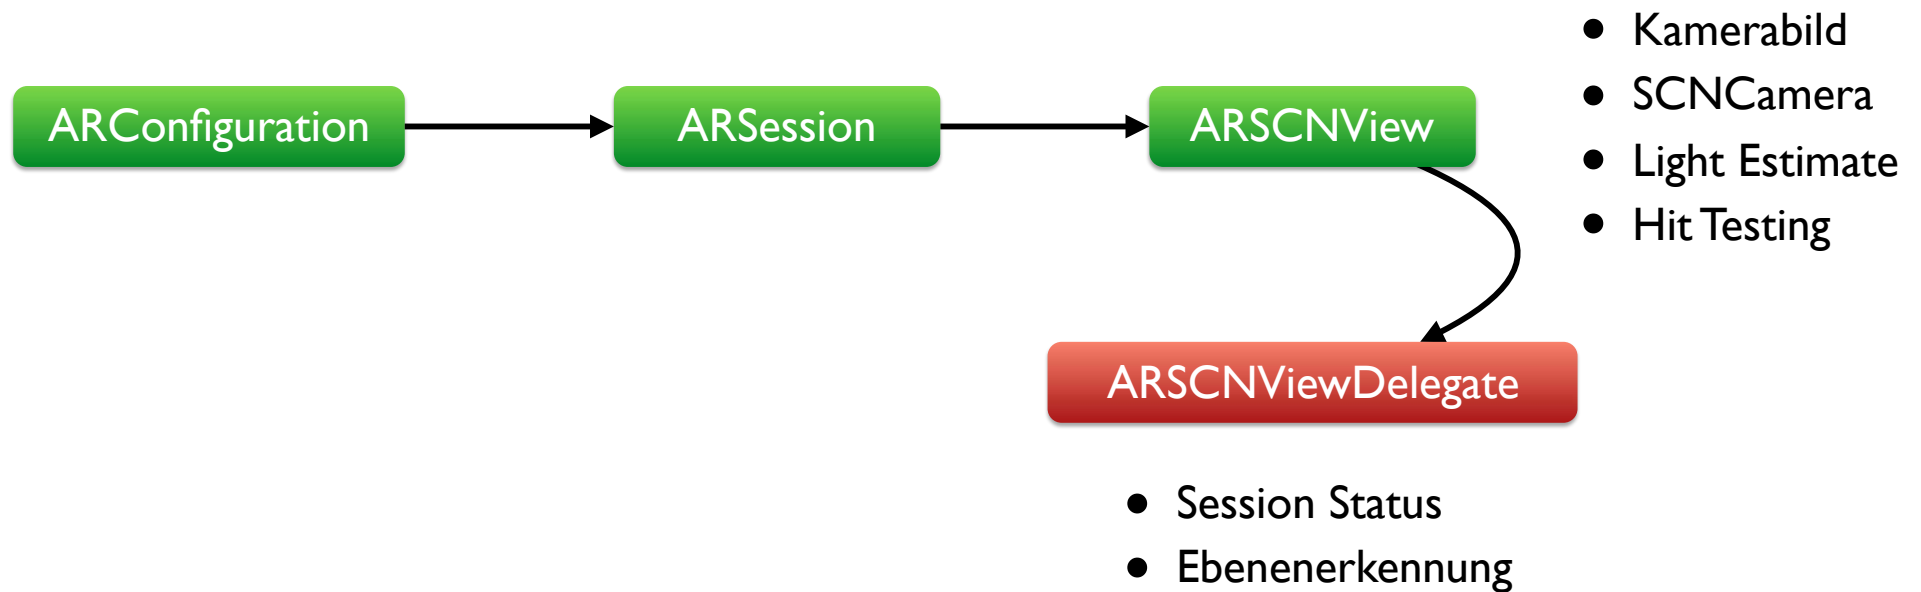 ARConfiguration
ARSession
ARSCNView
• Kamerabild
• SCNCamera
• Light Estimate
• Hit Testing
ARSCNViewDelegate
• Session Status
• Ebenenerkennung